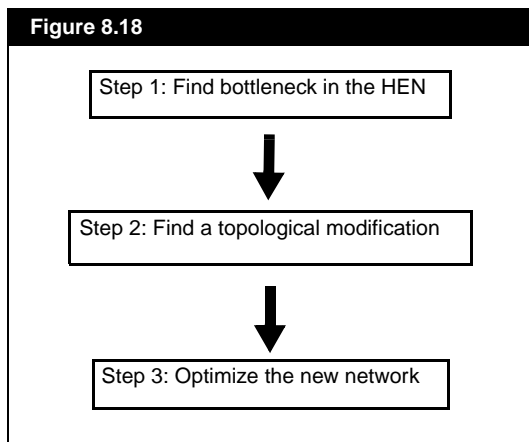 Figure 8.18
Step 1: Find bottleneck in the HEN
Step 2: Find a topological modification
Step 3: Optimize the new network